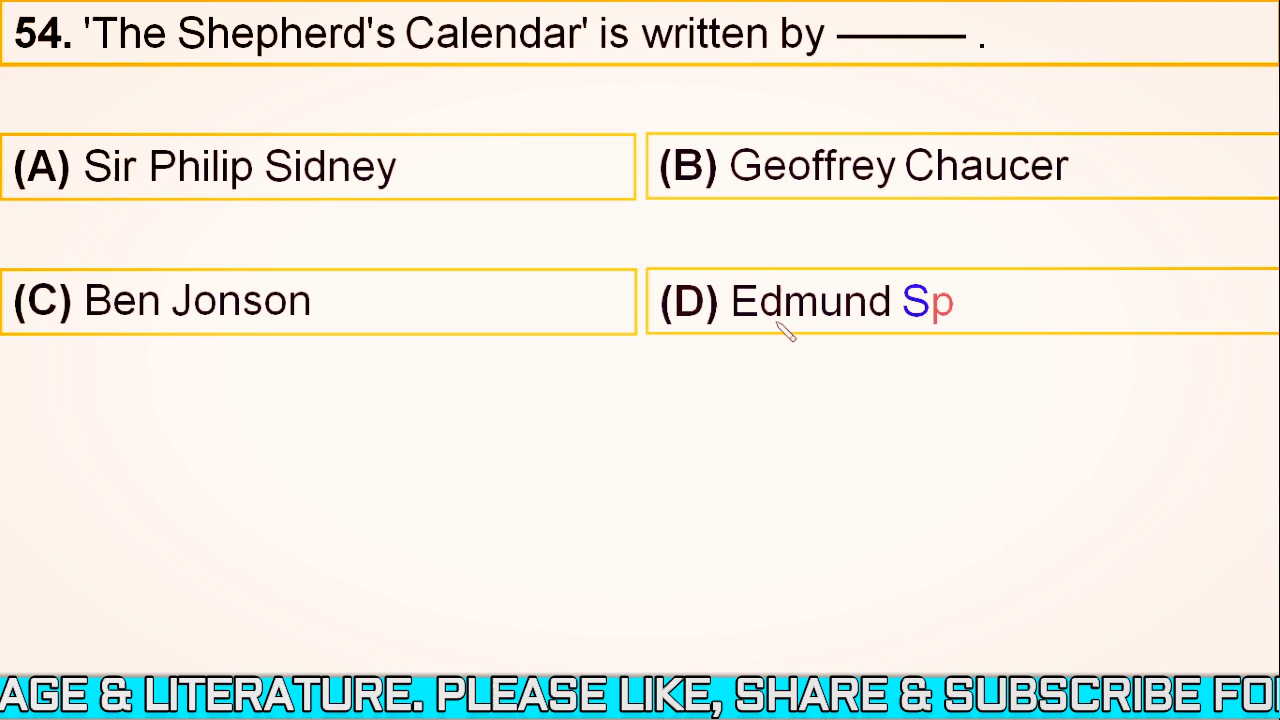 54. 'The Shepherd's Calendar' is written by ______ .
(A) Sir Philip Sidney
(B) Geoffrey Chaucer
(C) Ben Jonson
(D) Edmund Sp
AGE & LITERATURE. PLEASE LIKE, SHARE & SUBSCRIBE FO